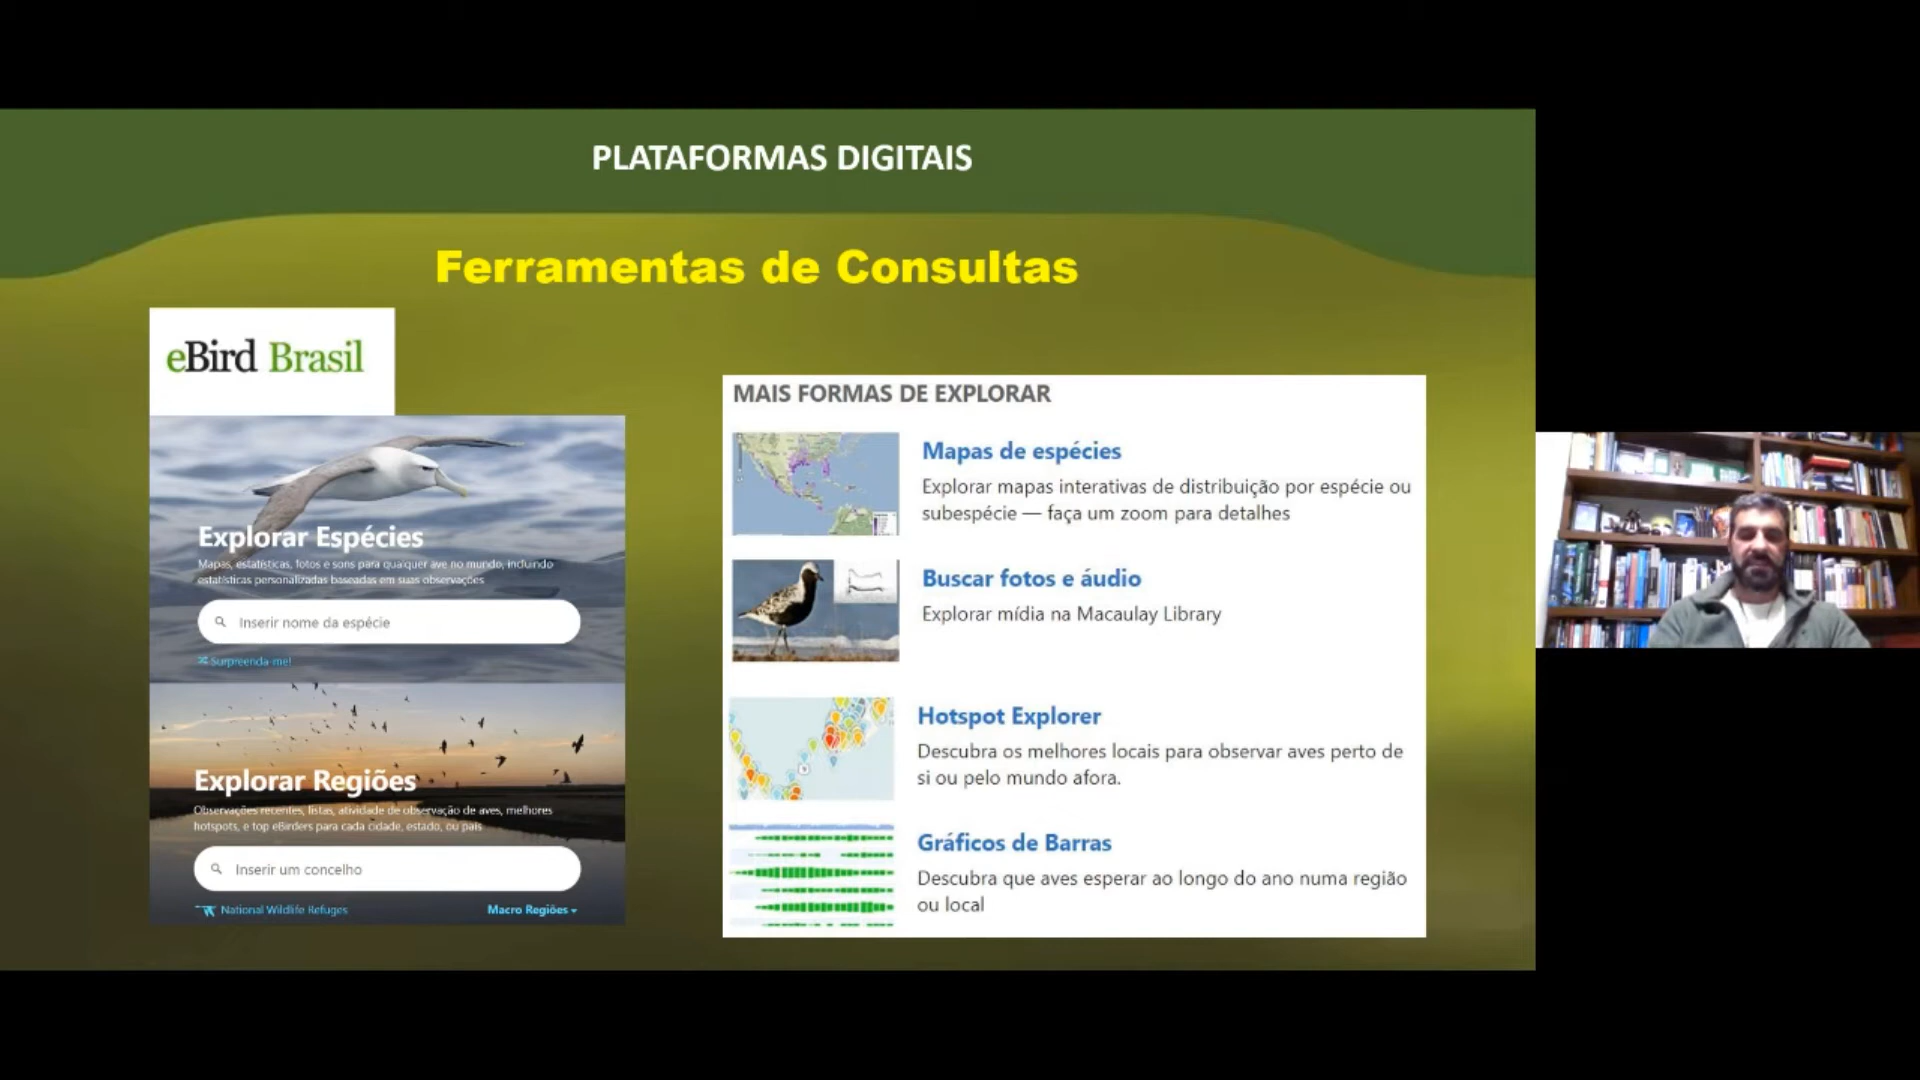 PLATAFORMAS DIGITAIS
Ferramentas de Consultas
eBird Brasil
Explorar Espécies
Mapas, estatísticas, fotos e sons para qualquer ave no mundo, incluindo
estatísticas personalizadas baseadas em suas observações
Inserir nome da espécie
Surpreenda-me!
Explorar Regiões
Observações recentes, listas, atividade de observação de aves, melhores
hotspots, e top eBirders para cada cidade, estado, ou país
Inserir um concelho
National Wildlife Refuges
Macro Regiões
MAIS FORMAS DE EXPLORAR
Mapas de espécies
Explorar mapas interativas de distribuição por espécie ou
subespécie — faça um zoom para detalhes
Buscar fotos e áudio
Explorar mídia na Macaulay Library
Hotspot Explorer
Descubra os melhores locais para observar aves perto de
si ou pelo mundo afora.
Gráficos de Barras
Descubra que aves esperar ao longo do ano numa região
ou local